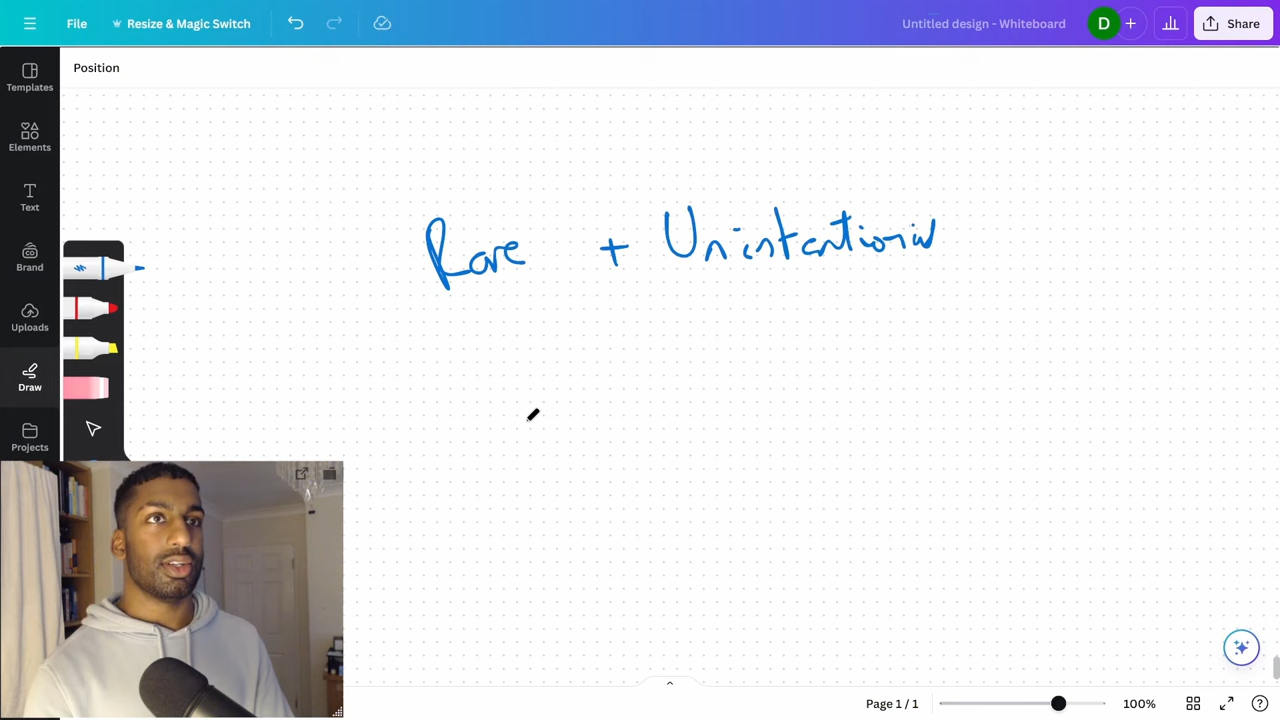 File
Resize & Magic Switch
Untitled design - Whiteboard
D
+
Share
Templates
Position
Elements
Text
Brand
Uploads
Draw
Projects
Rare + Unintentional
Page 1 / 1
100%